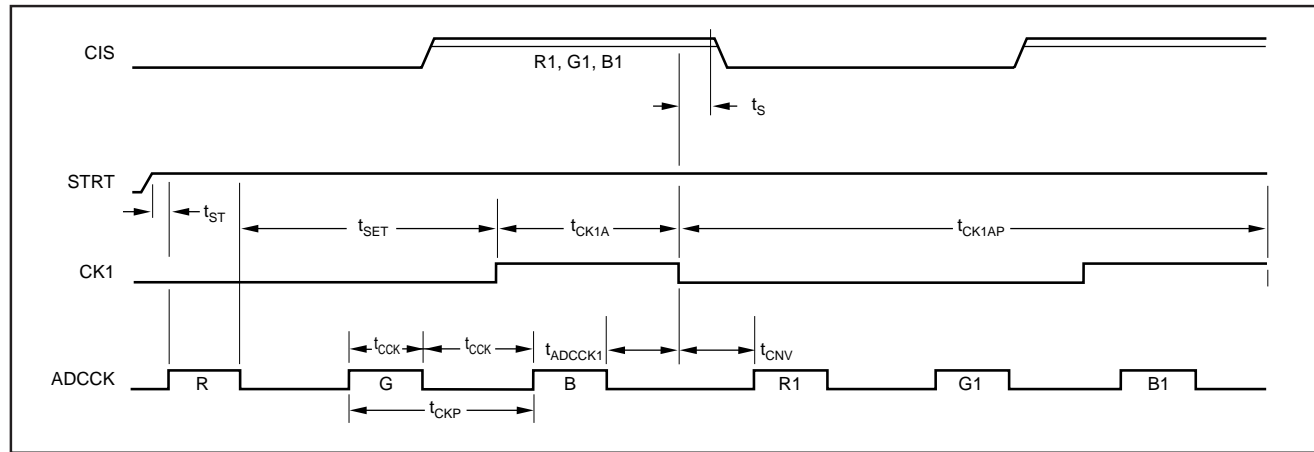 CIS
R1, G1, B1
tS
STRT
tST
tSET
tCK1A
tCK1AP
CK1
tCCK
tCCK
tADCCK1
tCNV
ADCCK
R
G
B
R1
G1
B1
tCKP